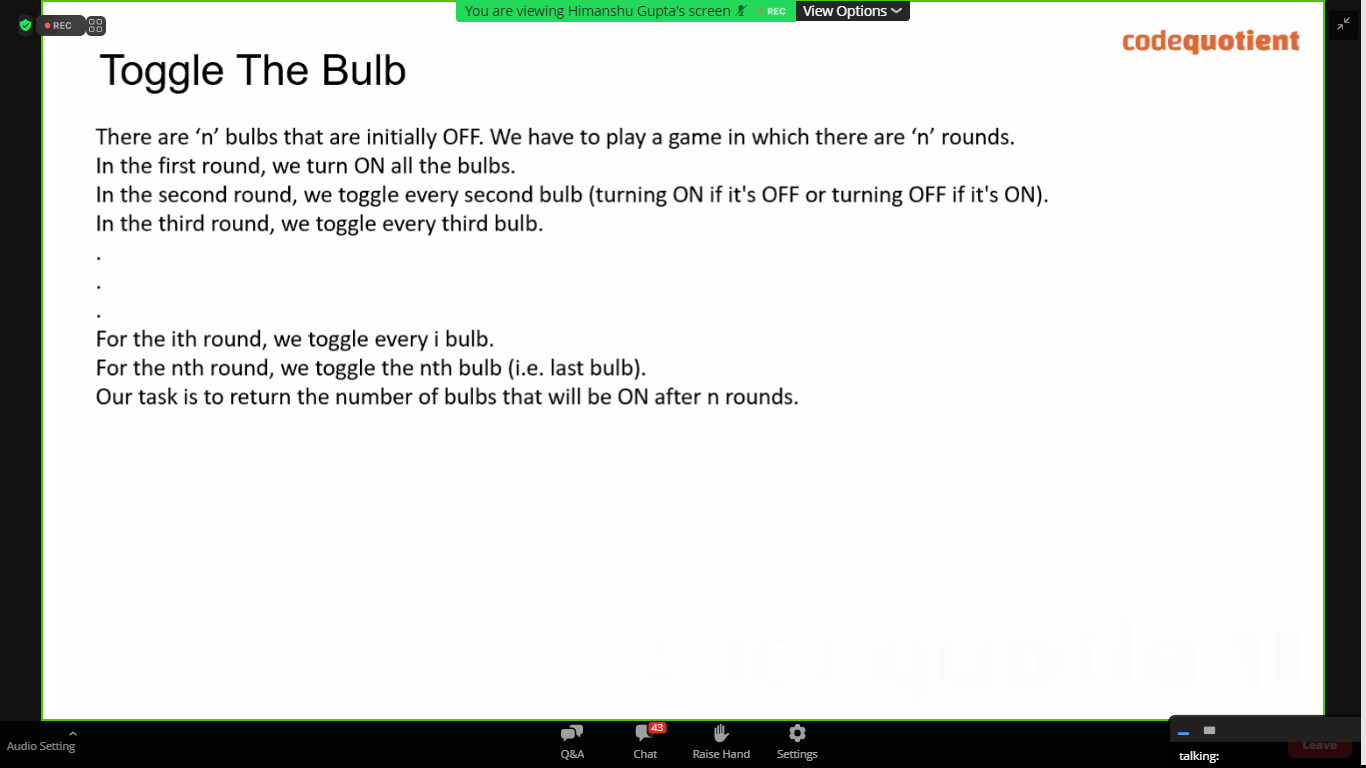 You are viewing Himanshu Gupta's screen REC View Options
REC
codequotient
Toggle The Bulb
There are ‘n’ bulbs that are initially OFF. We have to play a game in which there are ‘n’ rounds.
In the first round, we turn ON all the bulbs.
In the second round, we toggle every second bulb (turning ON if it's OFF or turning OFF if it's ON).
In the third round, we toggle every third bulb.
.
.
.
For the ith round, we toggle every i bulb.
For the nth round, we toggle the nth bulb (i.e. last bulb).
Our task is to return the number of bulbs that will be ON after n rounds.
codequotient
43
Audio Setting
Q&A
Chat
Raise Hand
Settings
Leave
talking: